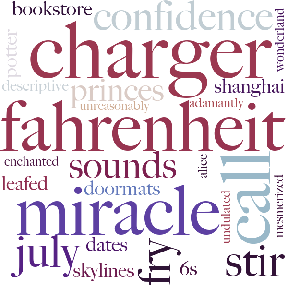 bookstore
confidence
potter
charger
wonderland
descriptive
princes
shanghai.
unreasonably
adamantly
fahrenheit
enchanted
sounds
alice
call
leafed
doormats
undulated
mesmerized
miracle
july
dates
fry
stir
skylines
6s